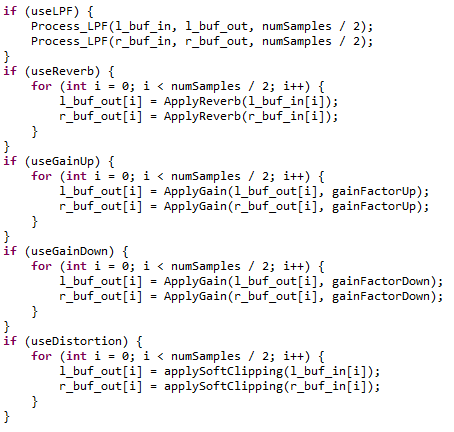 if (useLPF) {
    Process_LPF(l_buf_in, l_buf_out, numSamples / 2);
    Process_LPF(r_buf_in, r_buf_out, numSamples / 2);
}
if (useReverb) {
    for (int i = 0; i < numSamples / 2; i++) {
        l_buf_out[i] = ApplyReverb(l_buf_in[i]);
        r_buf_out[i] = ApplyReverb(r_buf_in[i]);
    }
}
if (useGainUp) {
    for (int i = 0; i < numSamples / 2; i++) {
        l_buf_out[i] = ApplyGain(l_buf_out[i], gainFactorUp);
        r_buf_out[i] = ApplyGain(r_buf_out[i], gainFactorUp);
    }
}
if (useGainDown) {
    for (int i = 0; i < numSamples / 2; i++) {
        l_buf_out[i] = ApplyGain(l_buf_out[i], gainFactorDown);
        r_buf_out[i] = ApplyGain(r_buf_out[i], gainFactorDown);
    }
}
if (useDistortion) {
    for (int i = 0; i < numSamples / 2; i++) {
        l_buf_out[i] = applySoftClipping(l_buf_in[i]);
        r_buf_out[i] = applySoftClipping(r_buf_in[i]);
    }
}